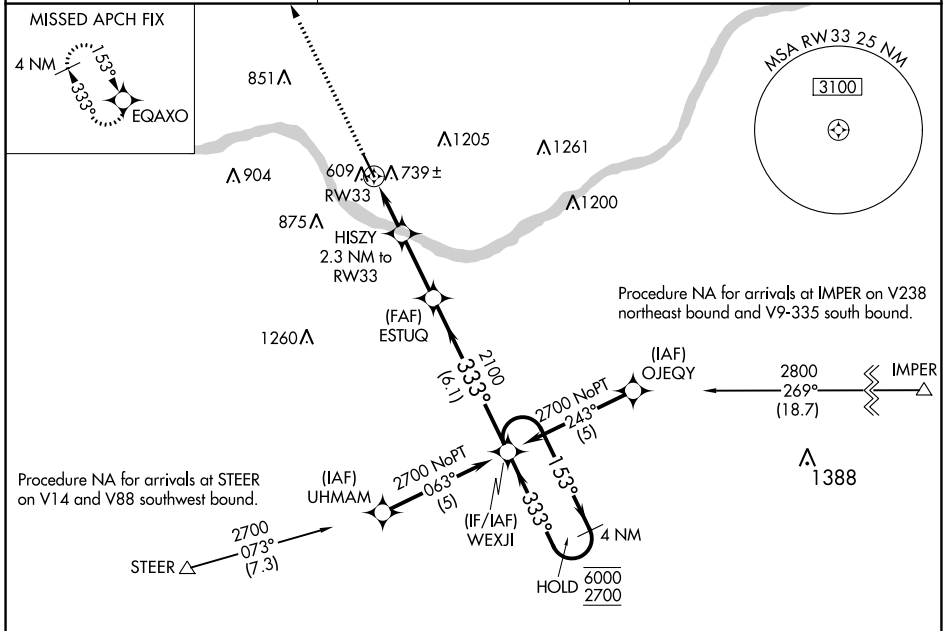 MISSED APCH FIX
4 NM
153°
333°
EQAXO
MSA RW33 25 NM
3100
851
1205
1261
904
609
739±
RW33
1200
875
HISZY
2.3 NM to
RW33
Procedure NA for arrivals at IMPER on V238
northeast bound and V9-335 south bound.
(FAF)
ESTUQ
1260
2100
333°
(6.1)
(IAF)
OJEQY
2800
269°
(18.7)
IMPER
2700 NoPT
243°
(5)
1388
Procedure NA for arrivals at STEER
on V14 and V88 southwest bound.
(IAF)
UHMAM
2700 NoPT
063°
(5)
(IF/IAF)
WEXJI
153°
333°
4 NM
2700
073°
(7.3)
STEER
HOLD
6000
2700